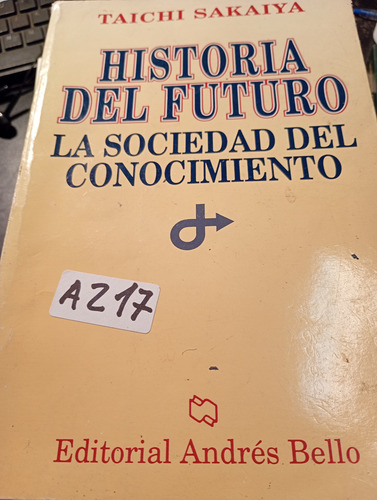 TAICHI SAKAIYA
HISTORIA
DEL FUTURO
LA SOCIEDAD DEL
CONOCIMIENTO
A217
Editorial Andrés Bello